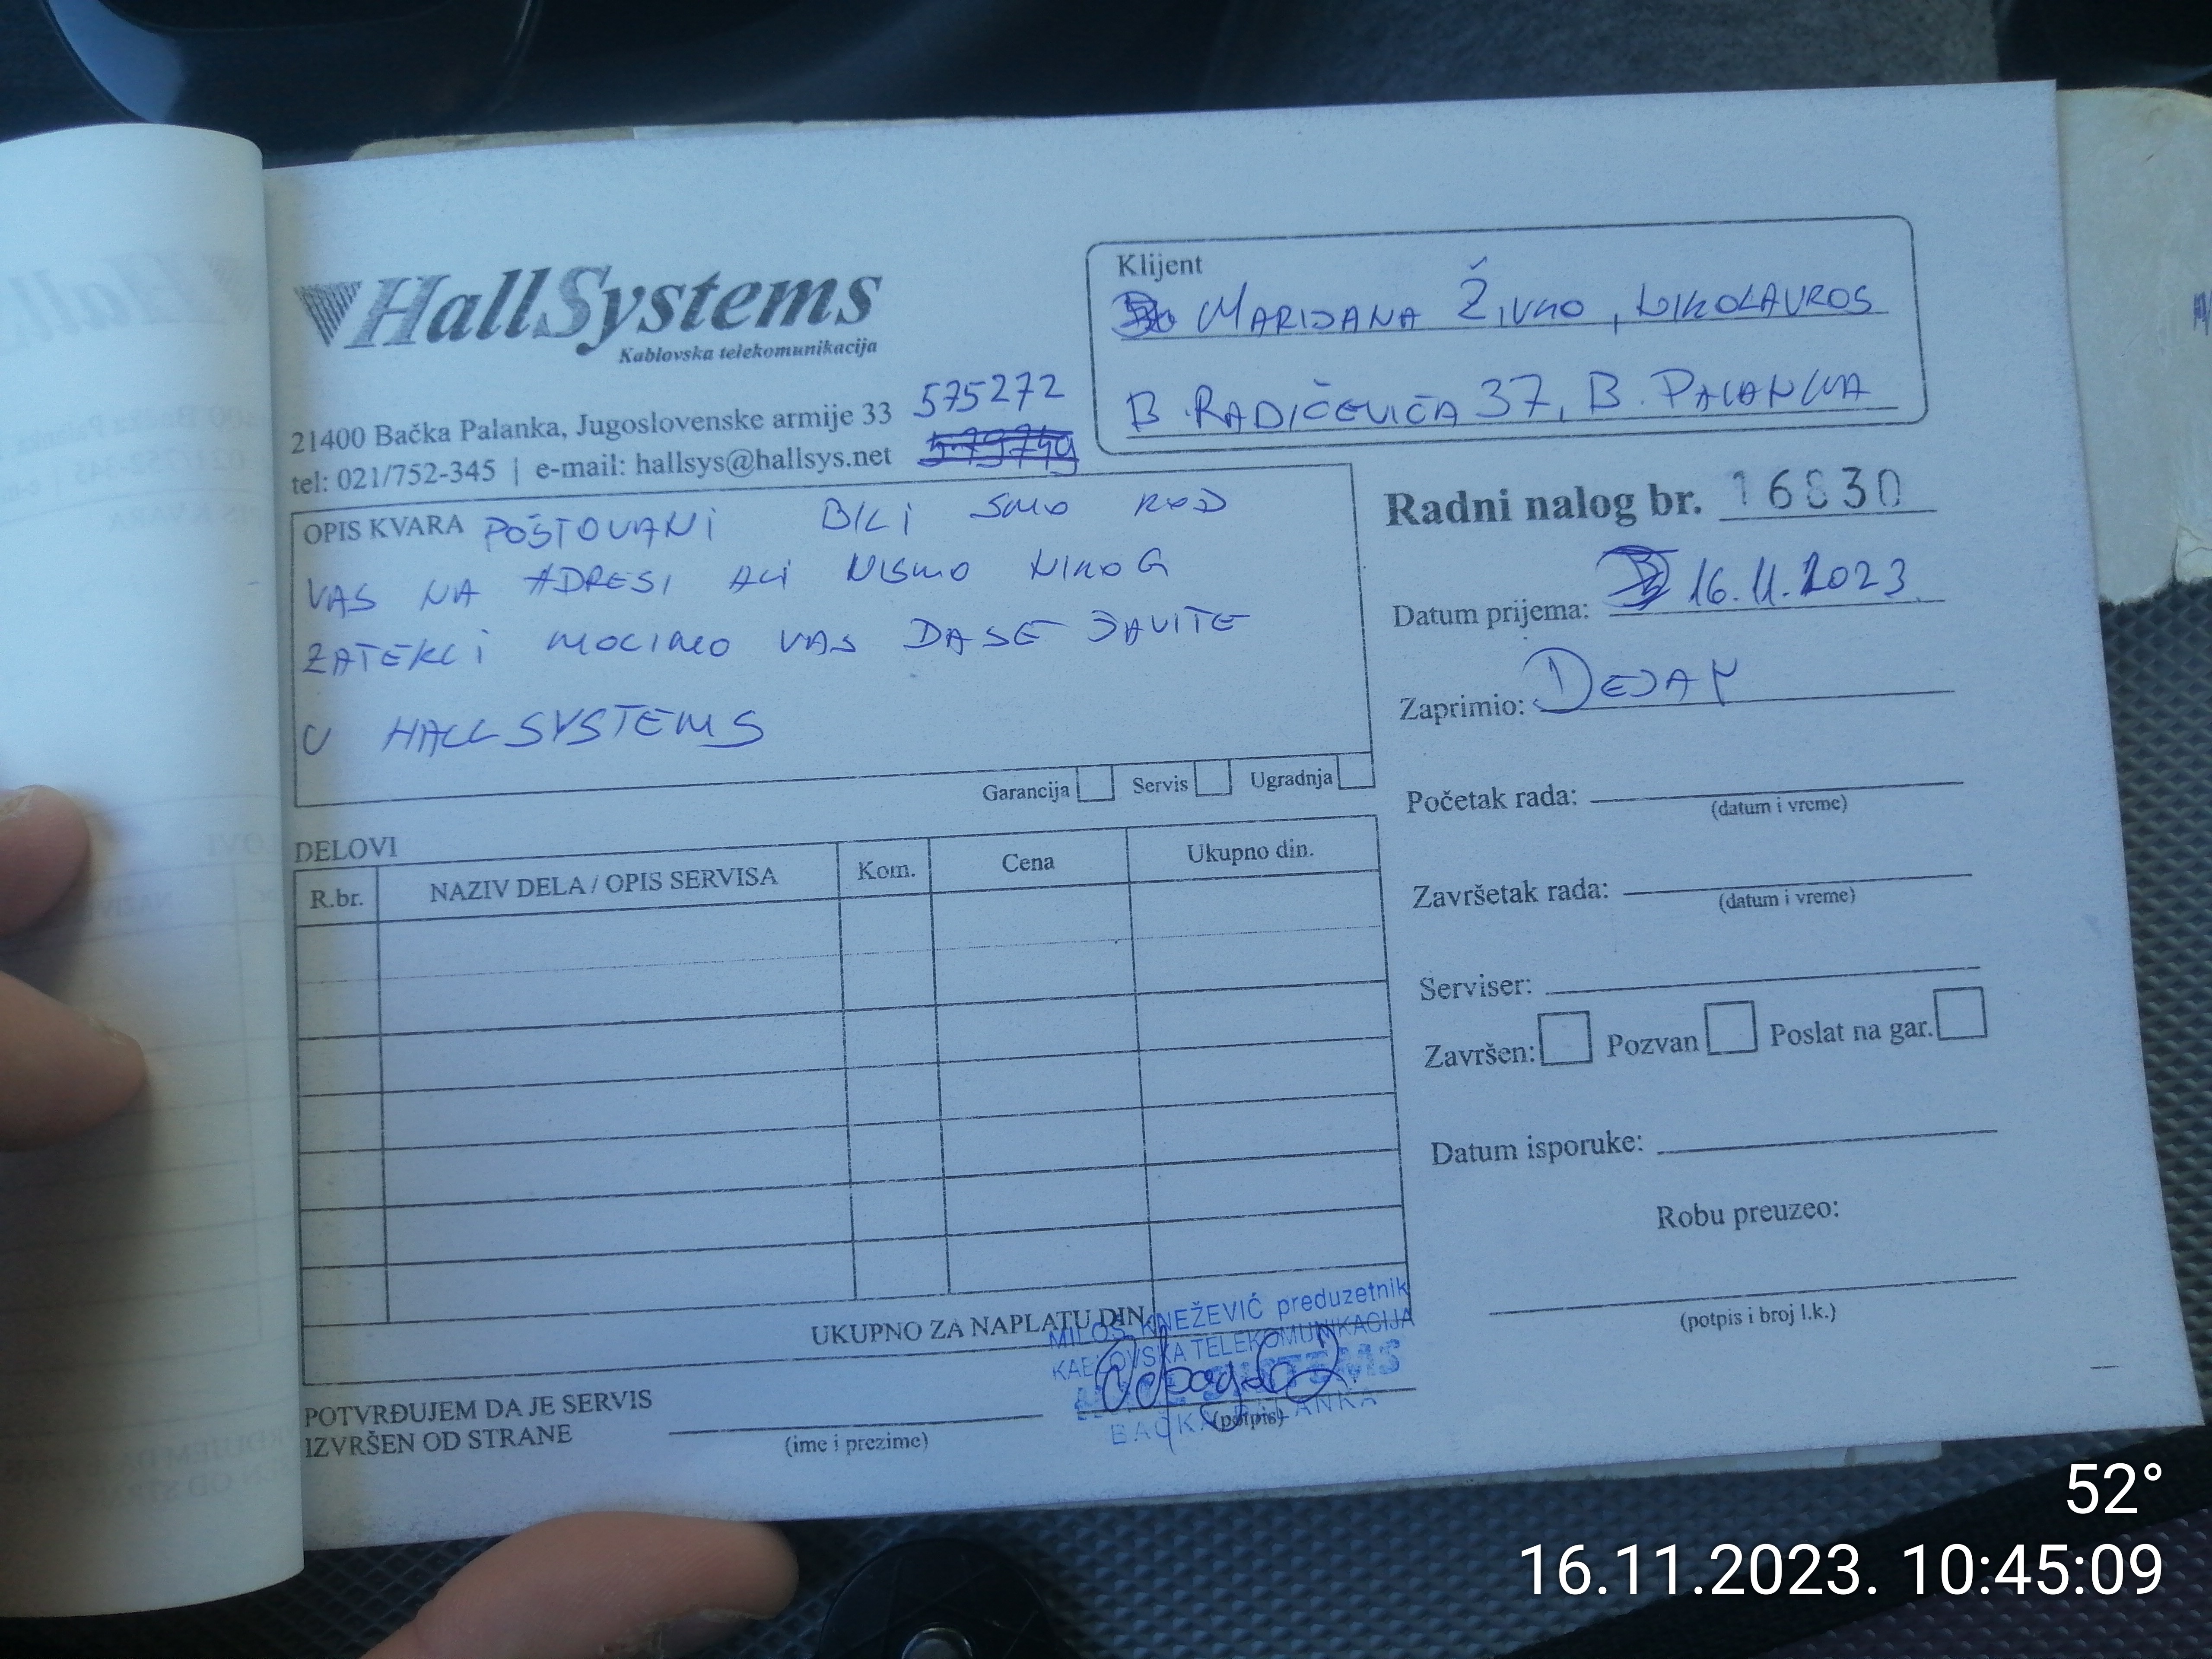 HallSystems
Kablovska telekomunikacija
21400 Bačka Palanka, Jugoslovenske armije 33
575272
tel: 021/752-345 | e-mail: hallsys@hallsys.net
Klijent
MARIJANA ŽIVKO,
B. RADIČEVIĆA 37, B. PALANKA
OPIS KVARA POŠTOVANI BILI SMO KOD
VAS NA ADRESI ALI NISMO NIKOG
ZATEKLI MOLIMO VAS DA SE JAVITE
U HALLSYSTEMS
Garancija Servis Ugradnja
Radni nalog br. 16830
Datum prijema: 16.11.2023.
Zaprimio: DEJAN
Početak rada:
(datum i vreme)
Završetak rada:
(datum i vreme)
Serviser:
Završen: Pozvan Poslat na gar.
Datum isporuke:
Robu preuzeo:
(potpis i broj l.k.)
DELOVI
R.br. NAZIV DELA / OPIS SERVISA Kom. Cena Ukupno din.
UKUPNO ZA NAPLATU DIN.
MILOŠ KNEŽEVIĆ preduzetnik
KABLOVSKA TELEKOMUNIKACIJA
HALL SYSTEMS
BAČKA PALANKA
POTVRĐUJEM DA JE SERVIS
IZVRŠEN OD STRANE
(ime i prezime)
(potpis)
52°
16.11.2023. 10:45:09